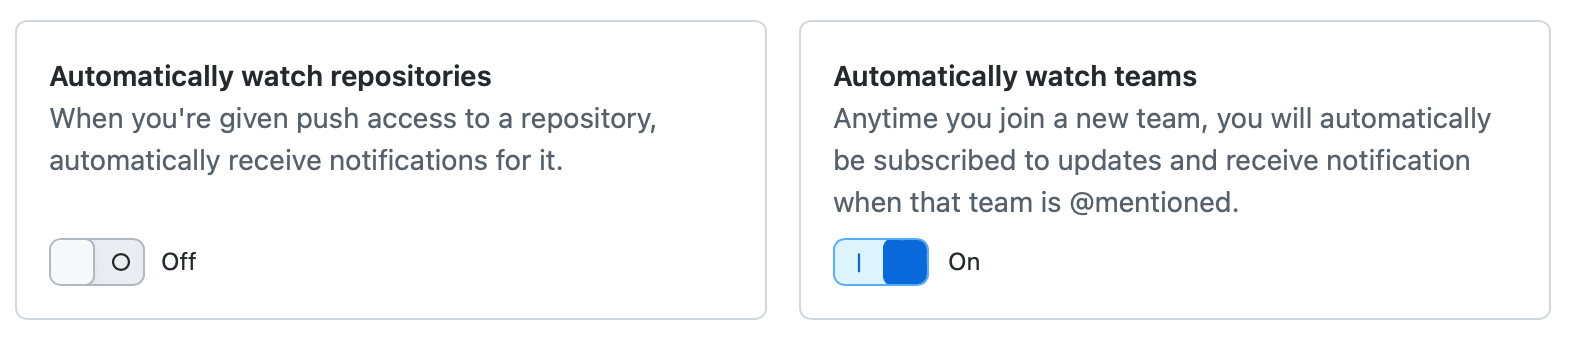 Automatically watch repositories
When you're given push access to a repository,
automatically receive notifications for it.
Off
Automatically watch teams
Anytime you join a new team, you will automatically
be subscribed to updates and receive notification
when that team is @mentioned.
On